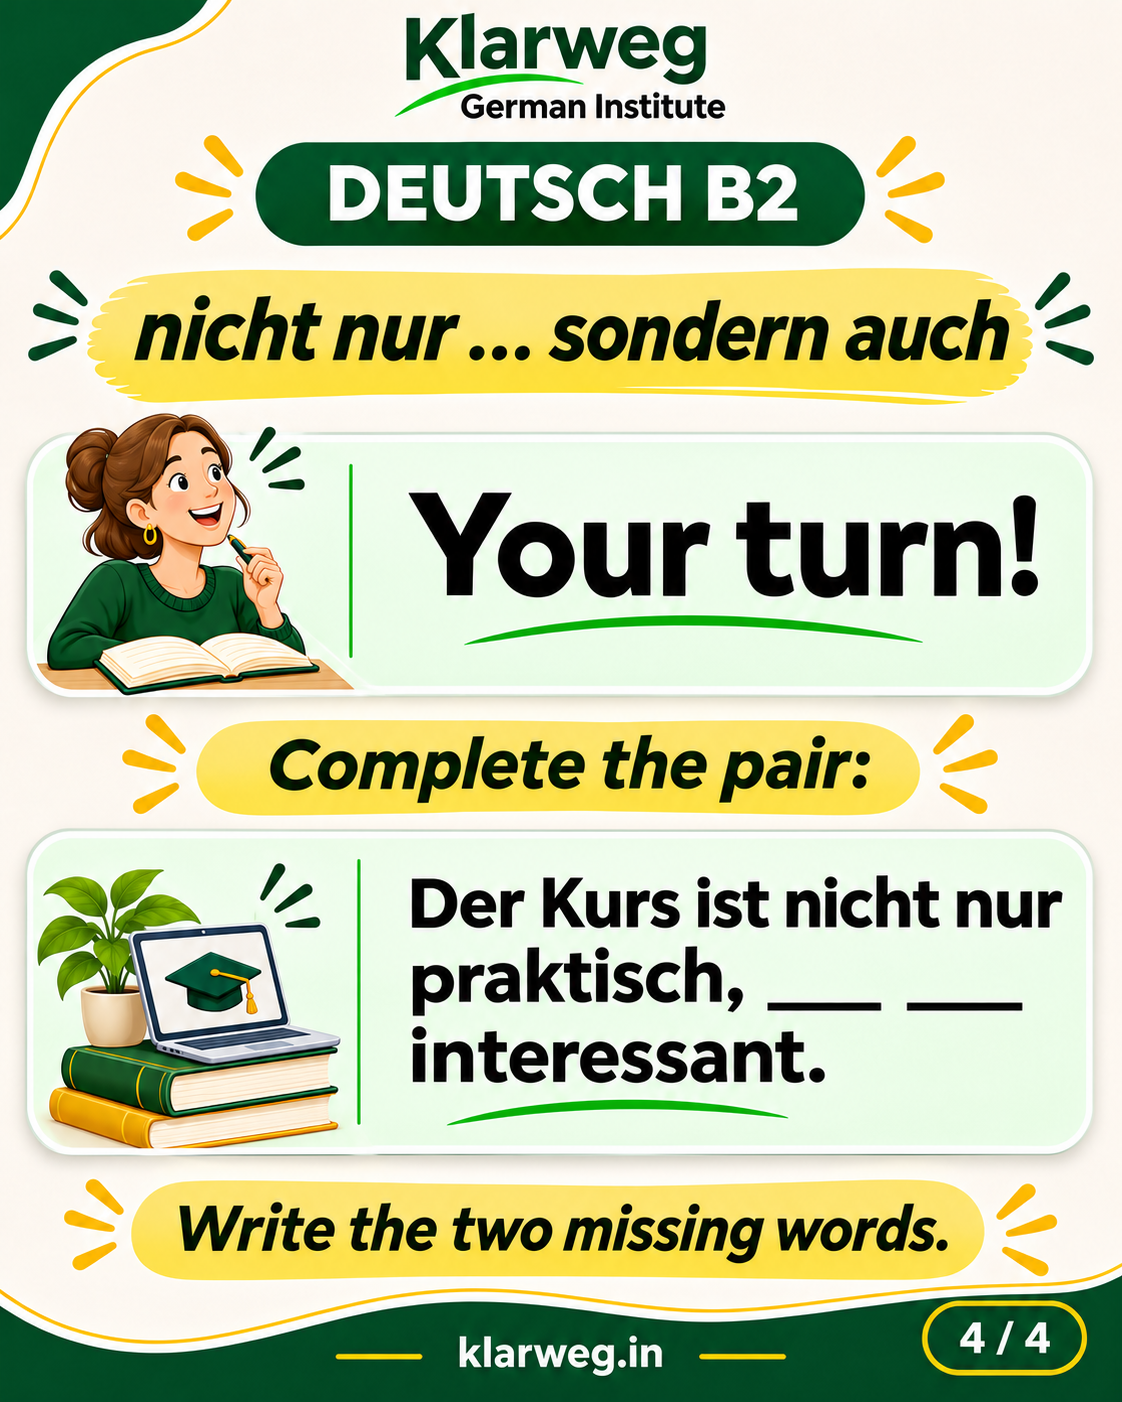 Klarweg
German Institute
DEUTSCH B2
nicht nur ... sondern auch
Your turn!
Complete the pair:
Der Kurs ist nicht nur
praktisch, ___ ___
interessant.
Write the two missing words.
klarweg.in
4 / 4